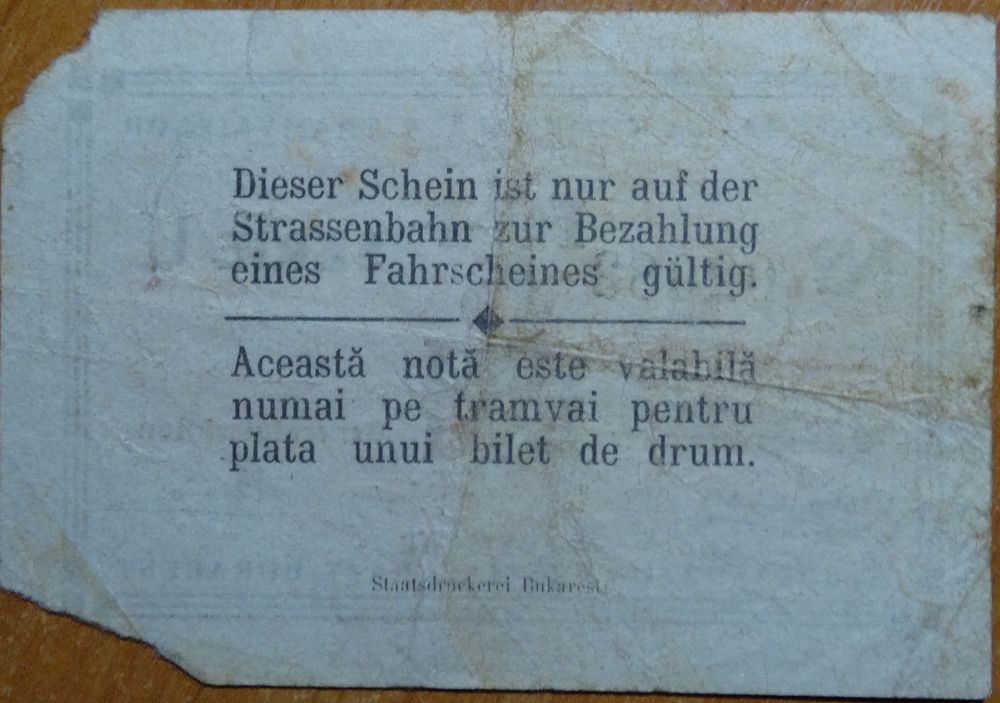 Dieser Schein ist nur auf der
Strassenbahn zur Bezahlung
eines Fahrscheines gültig.
Această notă este valabilă
numai pe tramvai pentru
plata unui bilet de drum.
Staatsdruckerei Bukarest